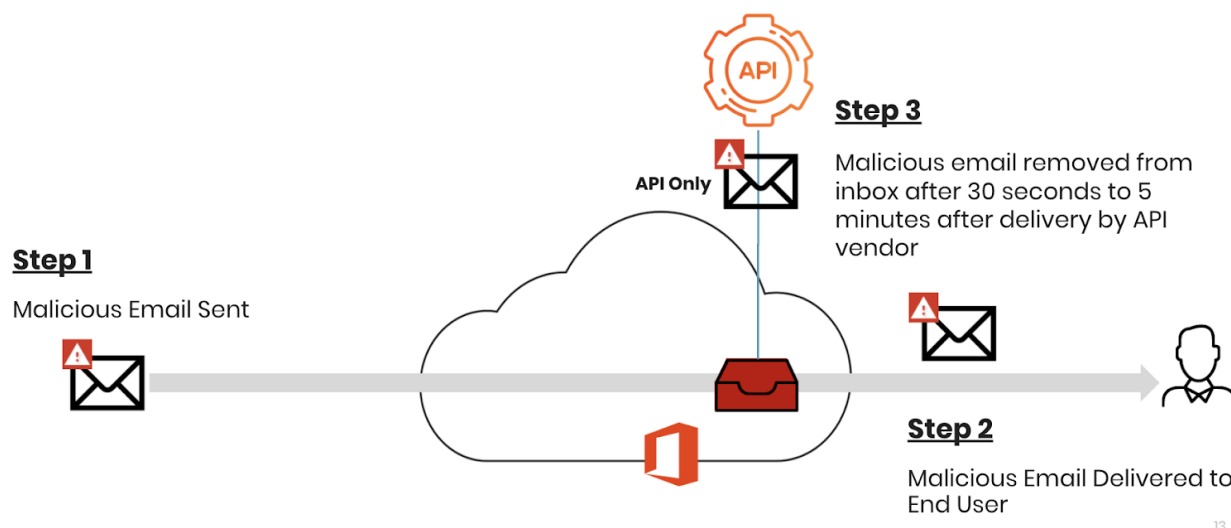 API
Step 3
Malicious email removed from
inbox after 30 seconds to 5
minutes after delivery by API
vendor
API Only
Step 1
Malicious Email Sent
Step 2
Malicious Email Delivered to
End User
13